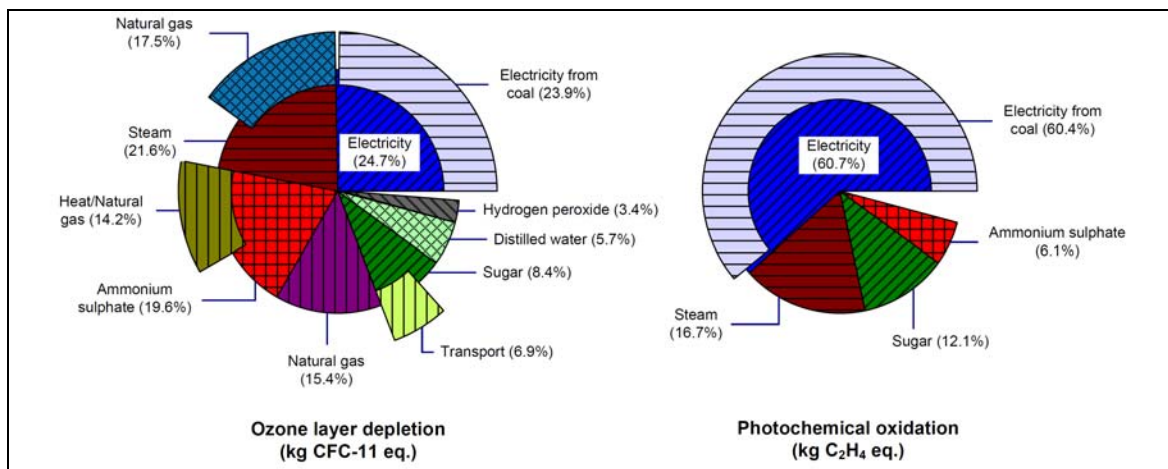 Natural gas
(17.5%)
Electricity from
coal (23.9%)
Steam
(21.6%)
Electricity
(24.7%)
Heat/Natural
gas (14.2%)
Hydrogen peroxide (3.4%)
Distilled water (5.7%)
Sugar (8.4%)
Ammonium
sulphate (19.6%)
Transport (6.9%)
Natural gas
(15.4%)
Ozone layer depletion
(kg CFC-11 eq.)
Electricity from
coal (60.4%)
Electricity
(60.7%)
Ammonium sulphate
(6.1%)
Steam
(16.7%)
Sugar (12.1%)
Photochemical oxidation
(kg C₂H₄ eq.)